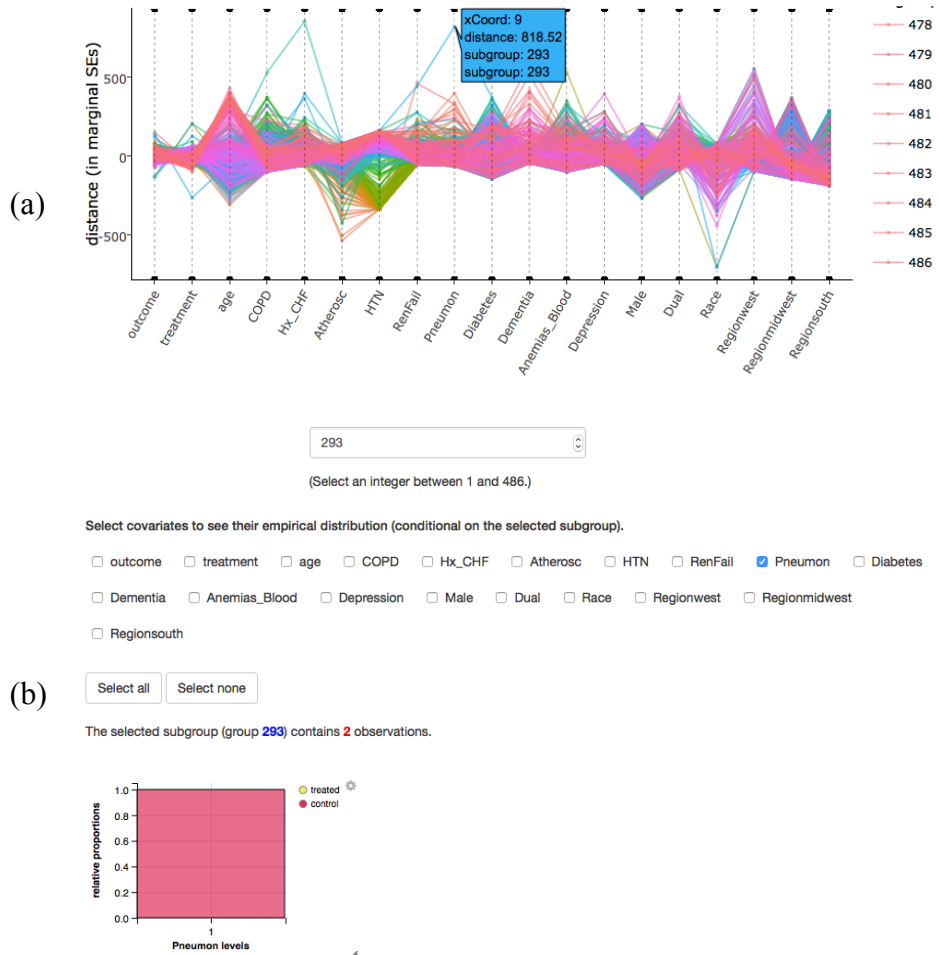 xCoord: 9
distance: 818.52
subgroup: 293
subgroup: 293
478
479
480
481
482
483
484
485
486
500
0
-500
distance (in marginal SEs)
(a)
outcome
treatment
age
COPD
Hx_CHF
Atherosc
HTN
RenFail
Pneumon
Diabetes
Dementia
Anemias_Blood
Depression
Male
Dual
Race
Regionwest
Regionmidwest
Regionsouth
293
(Select an integer between 1 and 486.)
Select covariates to see their empirical distribution (conditional on the selected subgroup).
outcome treatment age COPD Hx_CHF Atherosc HTN RenFail Pneumon Diabetes
Dementia Anemias_Blood Depression Male Dual Race Regionwest Regionmidwest
Regionsouth
(b)
Select all Select none
The selected subgroup (group 293) contains 2 observations.
treated
control
1.0
0.8
0.6
0.4
0.2
0.0
relative proportions
1
Pneumon levels